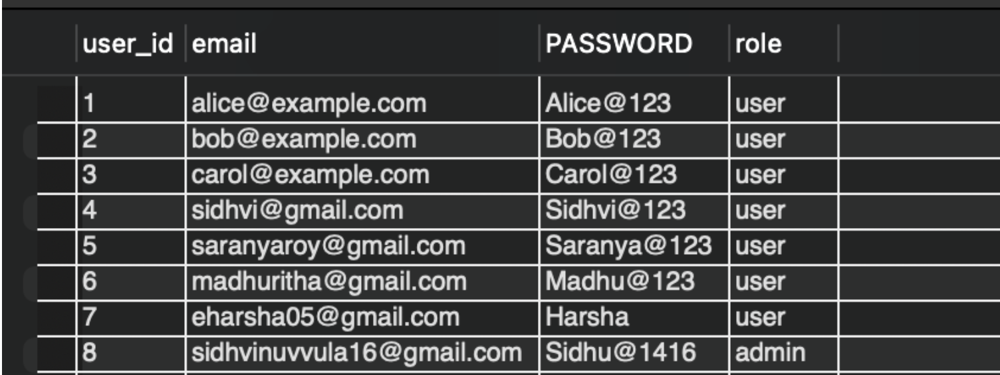 user_id email PASSWORD role
1 alice@example.com Alice@123 user
2 bob@example.com Bob@123 user
3 carol@example.com Carol@123 user
4 sidhvi@gmail.com Sidhvi@123 user
5 saranyaroy@gmail.com Saranya@123 user
6 madhuritha@gmail.com Madhu@123 user
7 eharsha05@gmail.com Harsha user
8 sidhvinuvvula16@gmail.com Sidhu@1416 admin